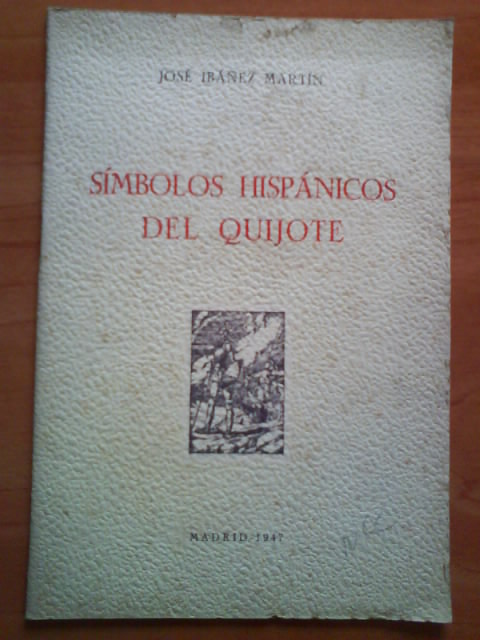 JOSÉ IBÁÑEZ MARTÍN
SÍMBOLOS HISPÁNICOS
DEL QUIJOTE
MADRID-1947